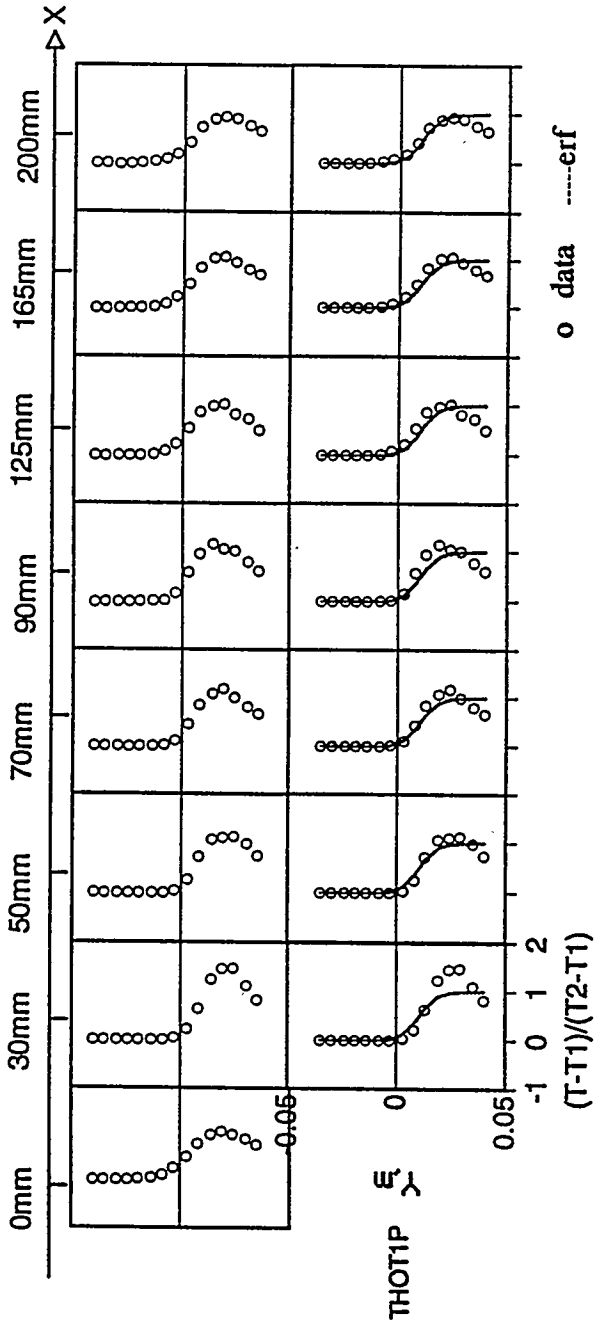 0mm 30mm 50mm 70mm 90mm 125mm 165mm 200mm X
0.05
0
0.05
Y,m
THOT1P
-1 0 1 2
(T-T1)/(T2-T1)
o data -----erf